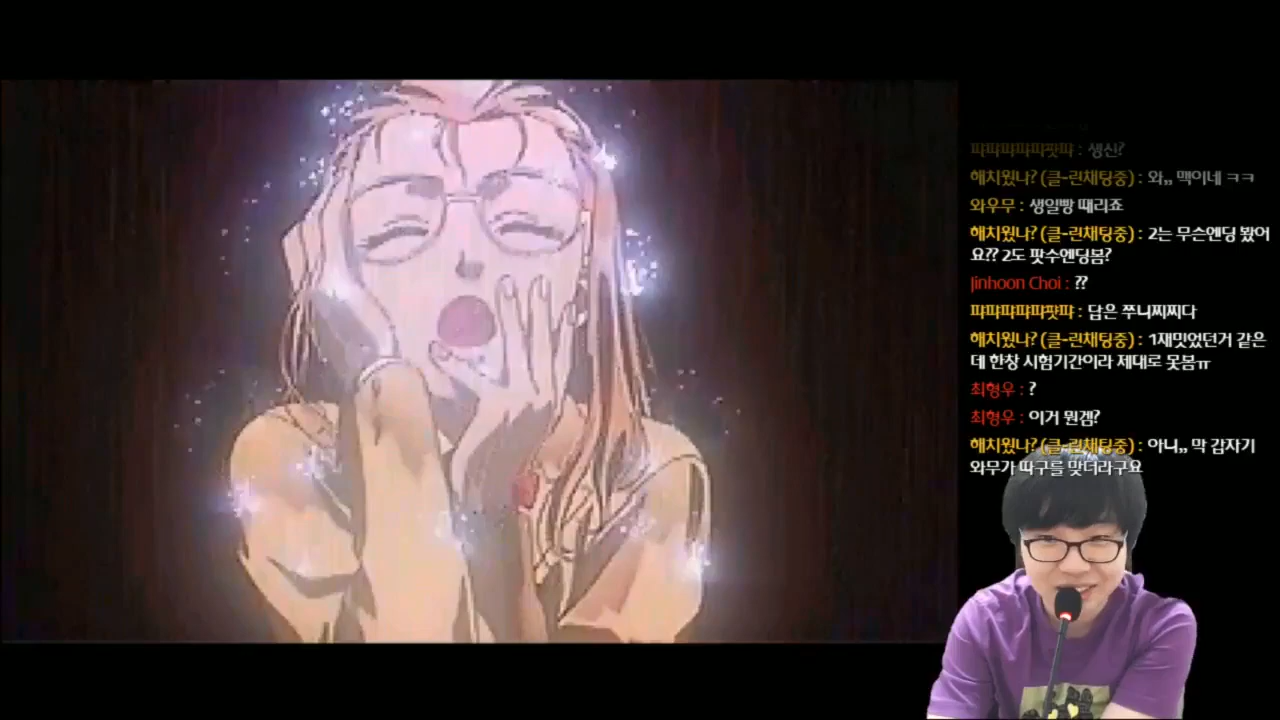 파파파파파팟파 : 생신?
해치웠나? (클-린채팅중) : 와,,, 맥이네 ㅋㅋ
와우무 : 생일빵 때리죠
해치웠나? (클-린채팅중) : 2는 무슨엔딩 봤어
요?? 2도 팟수엔딩봄?
Jinhoon Choi : ??
파파파파파팟파 : 답은 쭈니찌찌다
해치웠나? (클-린채팅중) : 1재밋었던거 같은
데 한창 시험기간이라 제대로 못봄ㅠ
최형우 : ?
최형우 : 이거 뭔겜?
해치웠나? (클-린채팅중) : 아니,,, 막 갑자기
와무가 따구를 맞더라구요